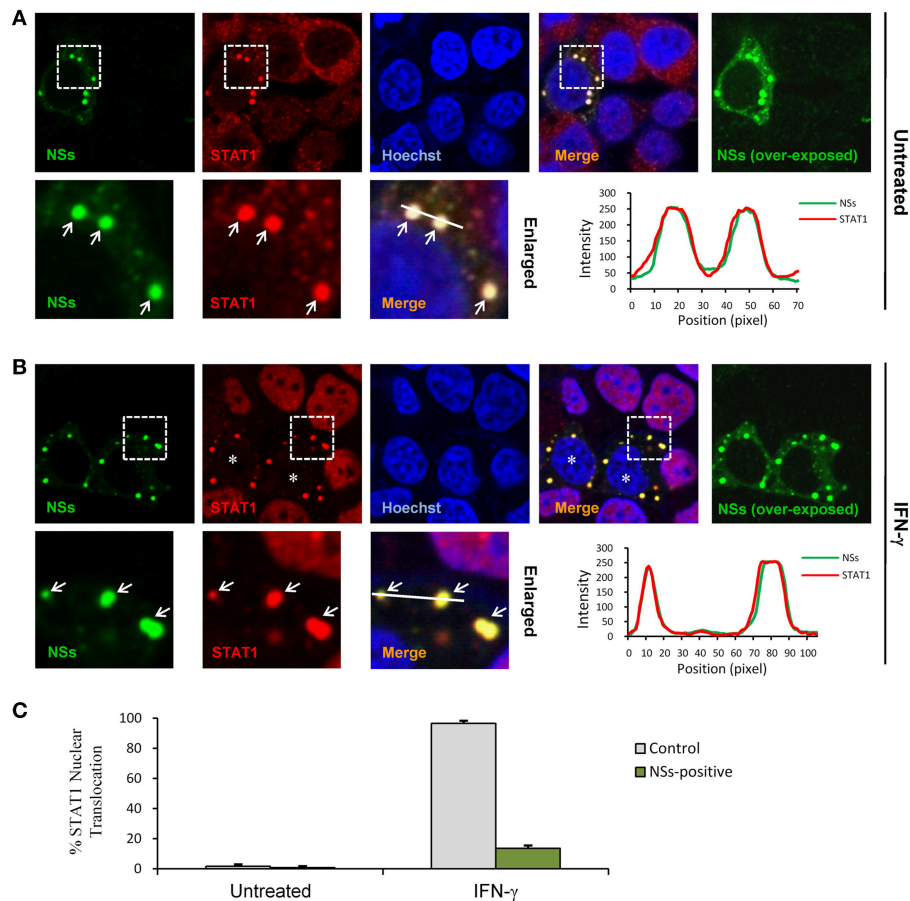 A
NSs
STAT1
Hoechst
Merge
NSs (over-exposed)
Untreated
NSs
STAT1
Merge
Enlarged
Intensity
300
250
200
150
100
50
0
0 10 20 30 40 50 60 70
Position (pixel)
NSs
STAT1
B
NSs
*
*
STAT1
Hoechst
*
*
Merge
NSs (over-exposed)
IFN-γ
NSs
STAT1
Merge
Enlarged
Intensity
300
250
200
150
100
50
0
0 10 20 30 40 50 60 70 80 90 100
Position (pixel)
NSs
STAT1
C
% STAT1 Nuclear
Translocation
100
80
60
40
20
0
Untreated
IFN-γ
Control
NSs-positive